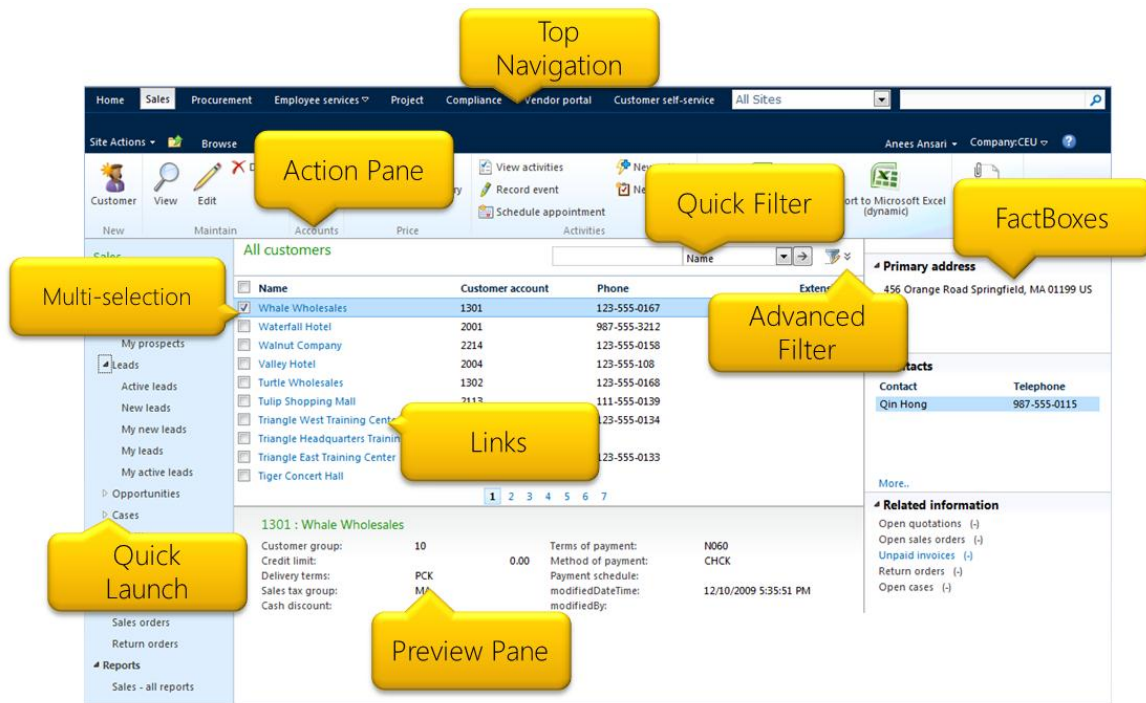 Top
Navigation
Home Sales Procurement Employee services Project Compliance Vendor portal Customer self-service All Sites
Site Actions Browse Anees Ansari Company:CEU
Action Pane
Customer View Edit
View activities
Record event
Schedule appointment
Quick Filter
to Microsoft Excel
(dynamic)
FactBoxes
New Maintain Accounts Price Activities
Sales
All customers
Name
Multi-selection
Name Customer account Phone
Whale Wholesales 1301 123-555-0167
Waterfall Hotel 2001 987-555-3212
Walnut Company 2214 123-555-0158
Valley Hotel 2004 123-555-108
Turtle Wholesales 1302 123-555-0168
Tulip Shopping Mall 2113 111-555-0139
Triangle West Training 123-555-0134
Triangle Headquarters
Triangle East Training Center 123-555-0133
Tiger Concert Hall
Links
1 2 3 4 5 6 7
Advanced
Filter
Primary address
456 Orange Road Springfield, MA 01199 US
Contact Telephone
Qin Hong 987-555-0115
More..
Related information
Open quotations (-)
Open sales orders (-)
Unpaid invoices (-)
Return orders (-)
Open cases (-)
My prospects
Leads
Active leads
New leads
My new leads
My leads
My active leads
Opportunities
Cases
Quick
Launch
Sales orders
Return orders
Reports
Sales - all reports
1301 : Whale Wholesales
Customer group: 10 Terms of payment: N060
Credit limit: 0.00 Method of payment: CHCK
Delivery terms: PCK Payment schedule:
Sales tax group: MA modifiedDateTime: 12/10/2009 5:35:51 PM
Cash discount: modifiedBy:
Preview Pane